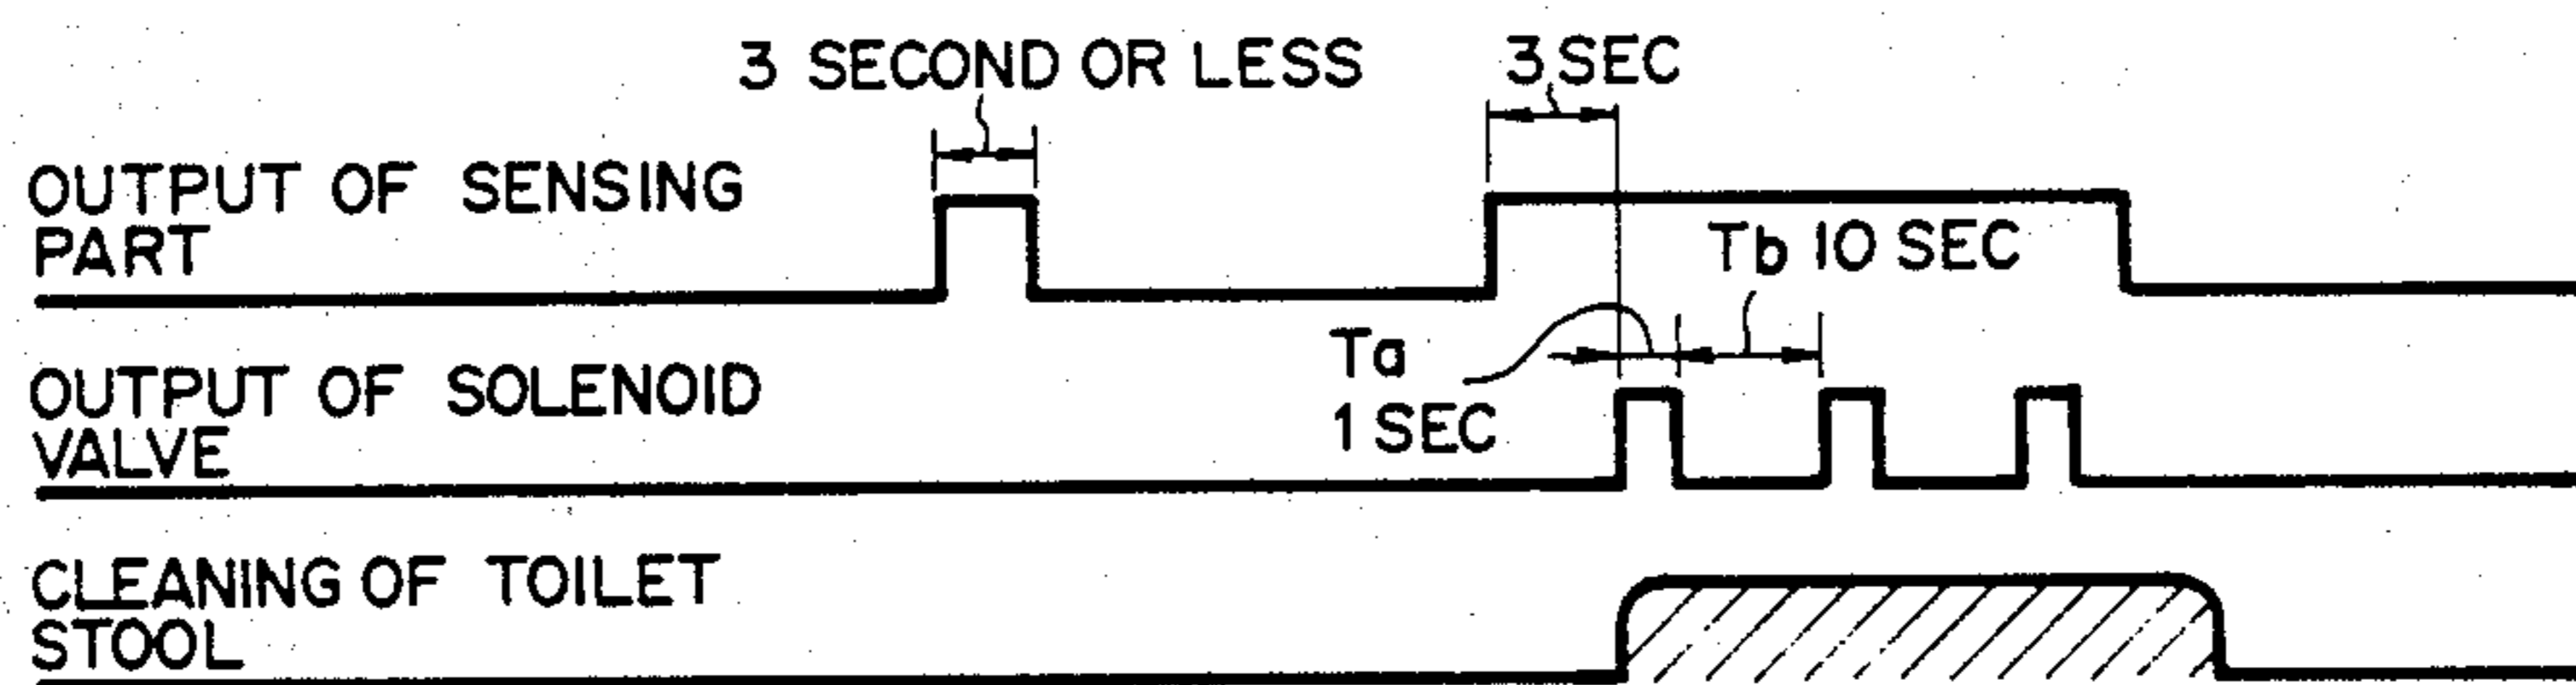 3 SECOND OR LESS
3 SEC
OUTPUT OF SENSING
PART
Tb 10 SEC
Ta
1 SEC
OUTPUT OF SOLENOID
VALVE
CLEANING OF TOILET
STOOL